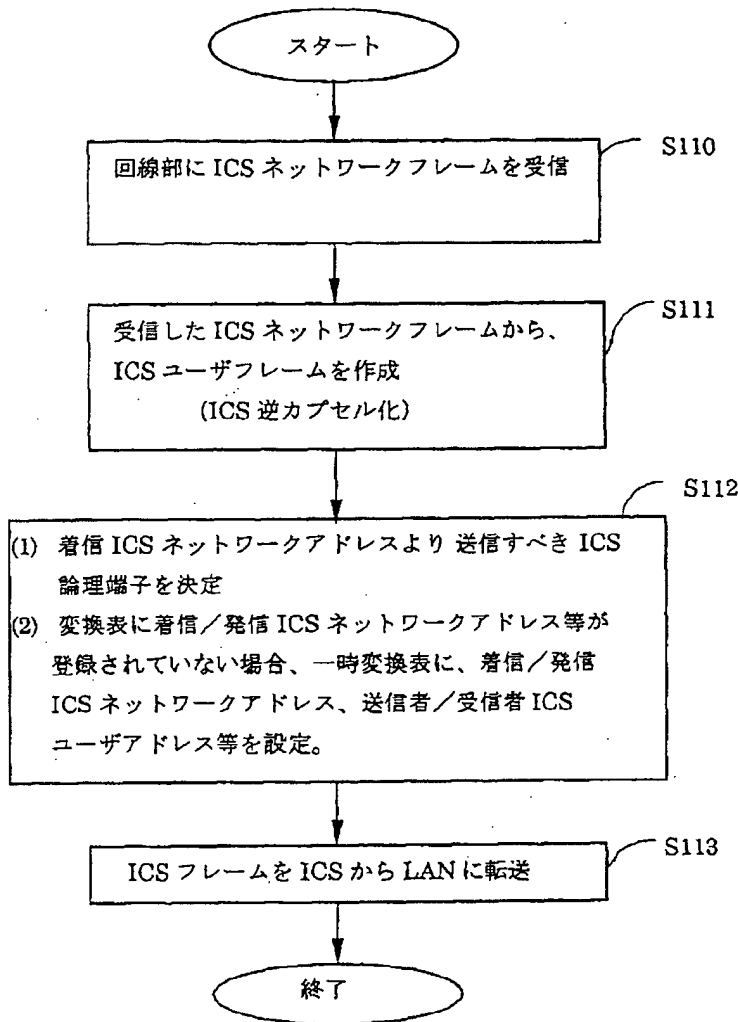 スタート
S110
回線部に ICS ネットワークフレームを受信
S111
受信した ICS ネットワークフレームから、
ICS ユーザフレームを作成
(ICS 逆カプセル化)
S112
(1) 着信 ICS ネットワークアドレスより 送信すべき ICS
論理端子を決定
(2) 変換表に着信／発信 ICS ネットワークアドレス等が
登録されていない場合、一時変換表に、着信／発信
ICS ネットワークアドレス、送信者／受信者 ICS
ユーザアドレス等を設定。
S113
ICS フレームを ICS から LAN に転送
終了